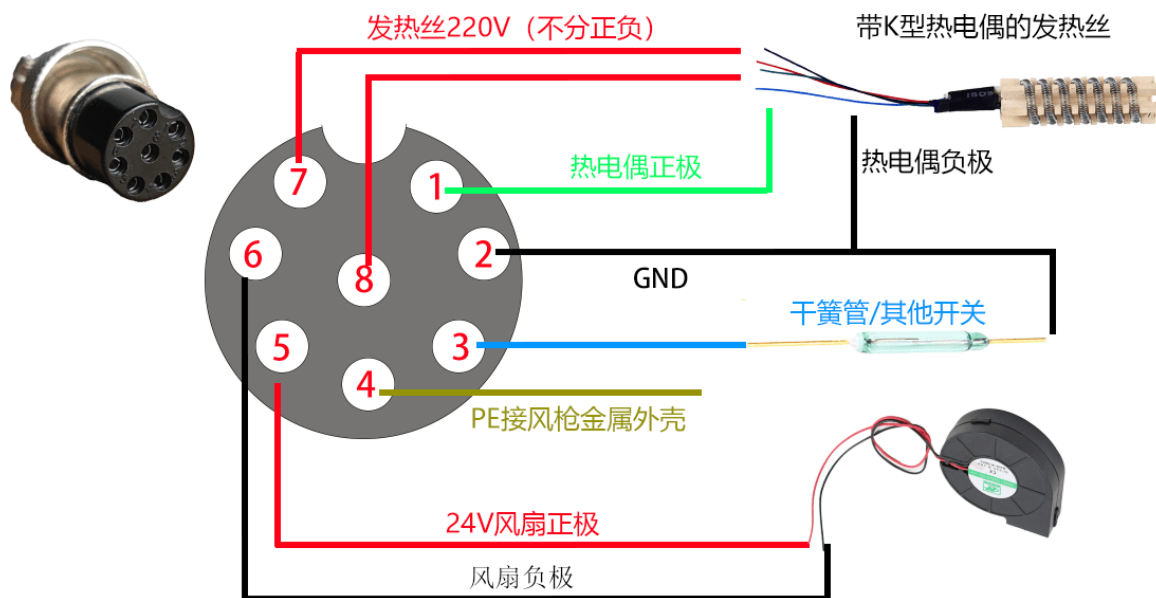 发热丝220V（不分正负）
带K型热电偶的发热丝
热电偶正极
热电偶负极
7
1
6
2
8
GND
干簧管/其他开关
5
3
4
PE接风枪金属外壳
24V风扇正极
风扇负极